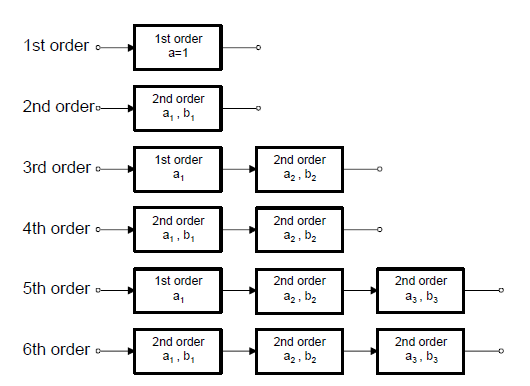 1st order
1st order
a=1
2nd order
2nd order
a₁ , b₁
3rd order
1st order
a₁
2nd order
a₂ , b₂
4th order
2nd order
a₁ , b₁
2nd order
a₂ , b₂
5th order
1st order
a₁
2nd order
a₂ , b₂
2nd order
a₃ , b₃
6th order
2nd order
a₁ , b₁
2nd order
a₂ , b₂
2nd order
a₃ , b₃